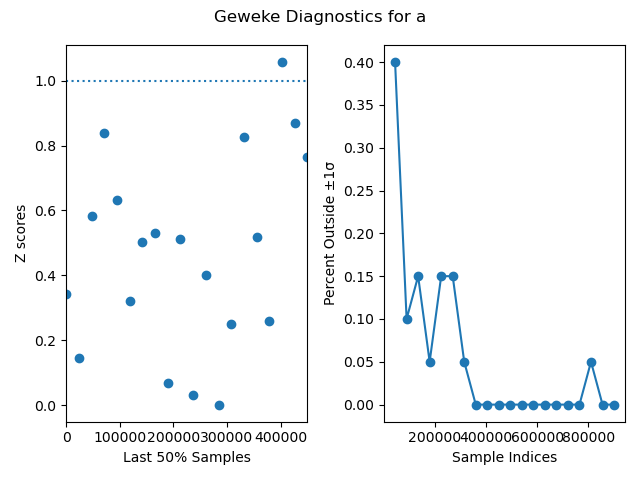 Geweke Diagnostics for a
Z scores
1.0
0.8
0.6
0.4
0.2
0.0
0 100000 200000 300000 400000
Last 50% Samples
Percent Outside ±1σ
0.40
0.35
0.30
0.25
0.20
0.15
0.10
0.05
0.00
200000 400000 600000 800000
Sample Indices